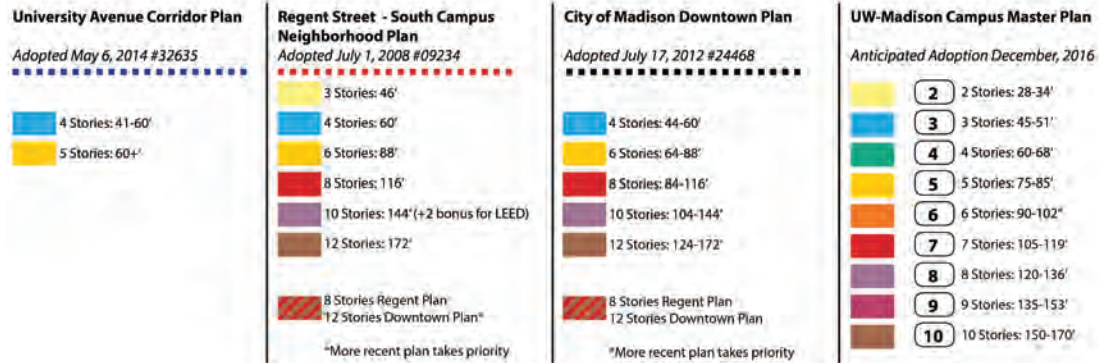 University Avenue Corridor Plan
Adopted May 6, 2014 #32635
4 Stories: 41-60'
5 Stories: 60+'
Regent Street - South Campus
Neighborhood Plan
Adopted July 1, 2008 #09234
3 Stories: 46'
4 Stories: 60'
6 Stories: 88'
8 Stories: 116'
10 Stories: 144' (+2 bonus for LEED)
12 Stories: 172'
8 Stories Regent Plan
12 Stories Downtown Plan*
*More recent plan takes priority
City of Madison Downtown Plan
Adopted July 17, 2012 #24468
4 Stories: 44-60'
6 Stories: 64-88'
8 Stories: 84-116'
10 Stories: 104-144'
12 Stories: 124-172'
8 Stories Regent Plan
12 Stories Downtown Plan
*More recent plan takes priority
UW-Madison Campus Master Plan
Anticipated Adoption December, 2016
2 2 Stories: 28-34'
3 3 Stories: 45-51'
4 4 Stories: 60-68'
5 5 Stories: 75-85'
6 6 Stories: 90-102"
7 7 Stories: 105-119'
8 8 Stories: 120-136'
9 9 Stories: 135-153'
10 10 Stories: 150-170'